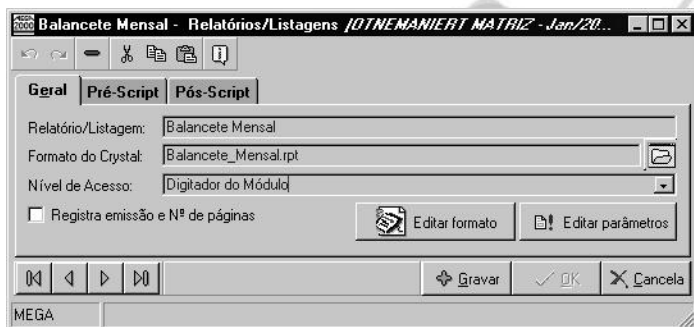 Balancete Mensal - Relatórios/Listagens [OTNEMANIERT MATRIZ - Jan/20...
Geral Pré-Script Pós-Script
Relatório/Listagem: Balancete Mensal
Formato do Crystal: Balancete_Mensal.rpt
Nível de Acesso: Digitador do Módulo
Registra emissão e Nº de páginas
Editar formato Editar parâmetros
Gravar OK Cancela
MEGA